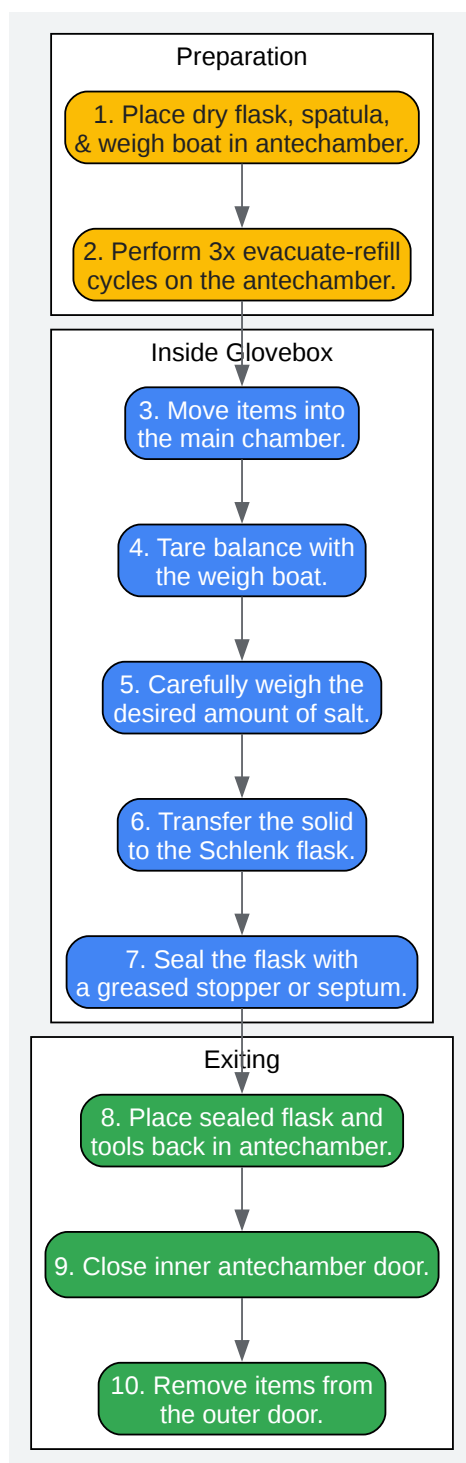 Preparation
1. Place dry flask, spatula,
& weigh boat in antechamber.
2. Perform 3x evacuate-refill
cycles on the antechamber.
Inside Glovebox
3. Move items into
the main chamber.
4. Tare balance with
the weigh boat.
5. Carefully weigh the
desired amount of salt.
6. Transfer the solid
to the Schlenk flask.
7. Seal the flask with
a greased stopper or septum.
Exiting
8. Place sealed flask and
tools back in antechamber.
9. Close inner antechamber door.
10. Remove items from
the outer door.